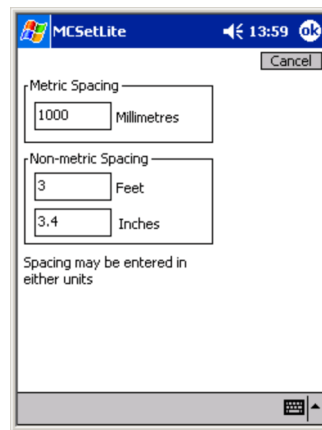 MCSetLite 13:59 ok
Cancel
Metric Spacing
1000 Millimetres
Non-metric Spacing
3 Feet
3.4 Inches
Spacing may be entered in
either units